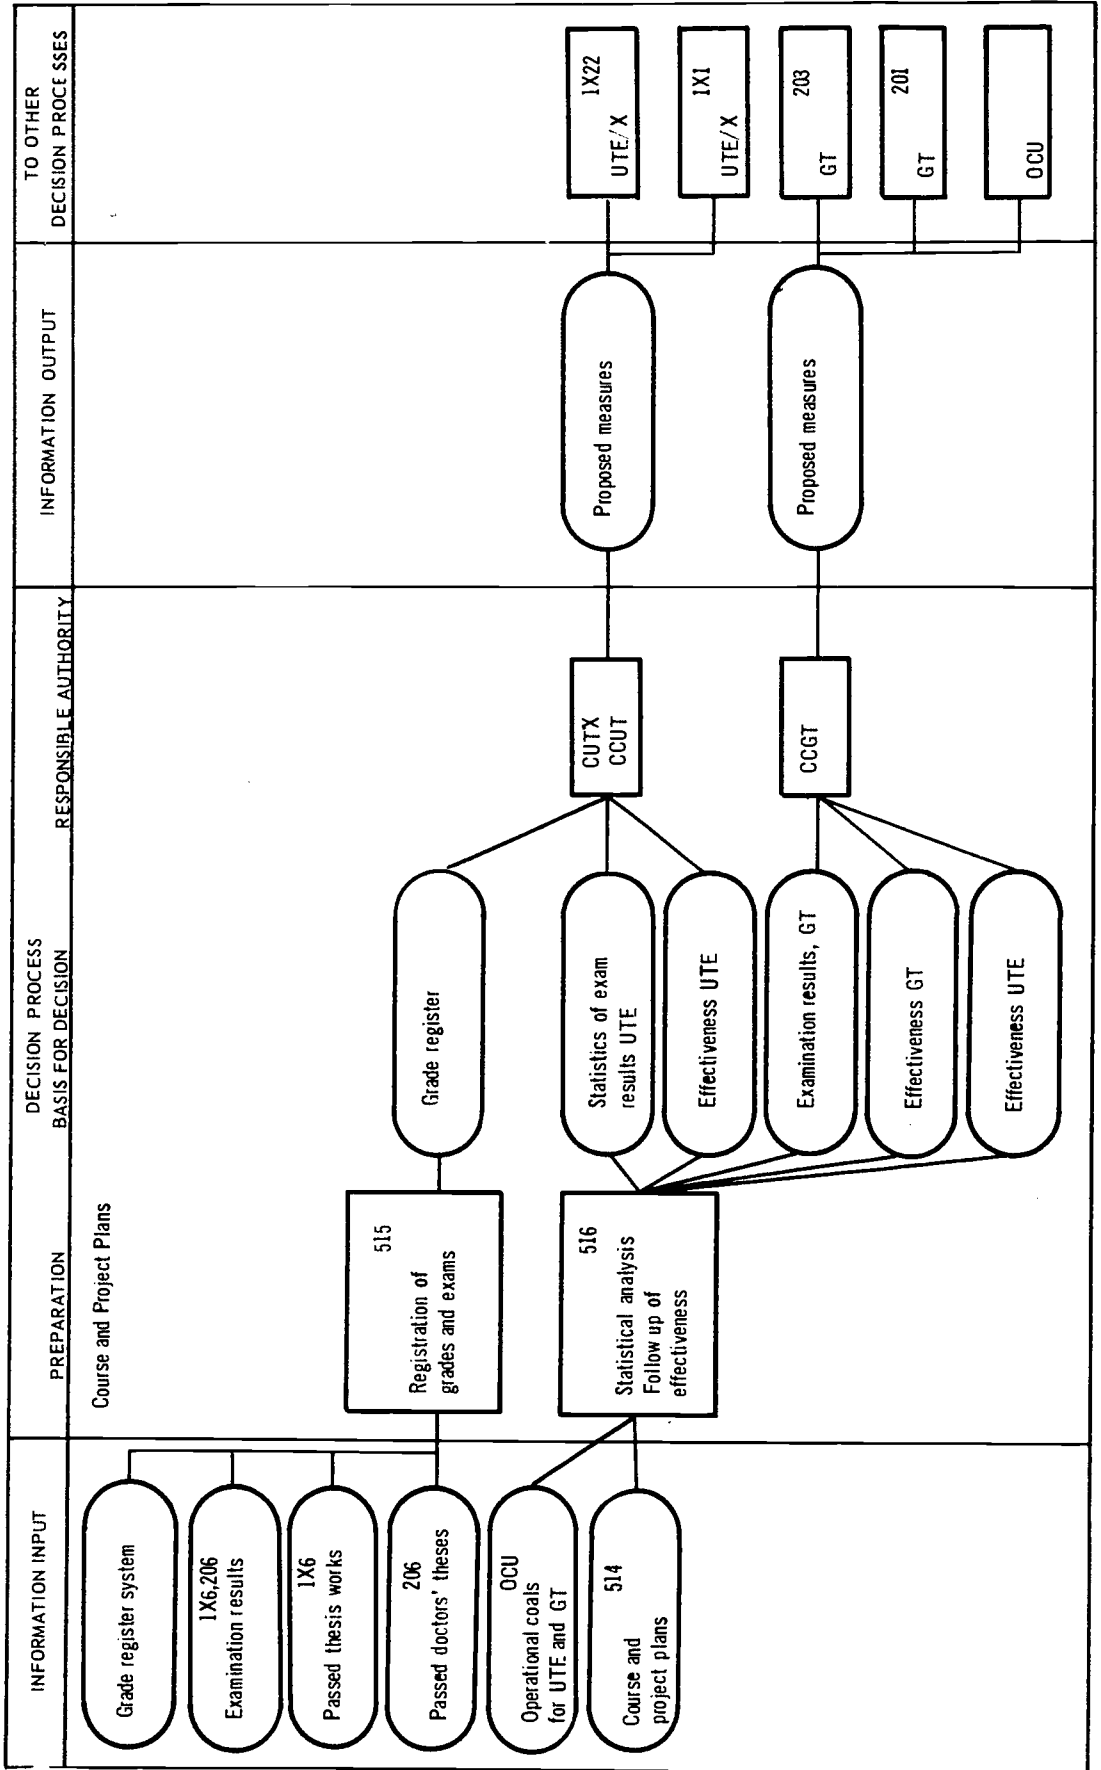 INFORMATION INPUT
DECISION PROCESS
PREPARATION
BASIS FOR DECISION
RESPONSIBLE AUTHORITY
INFORMATION OUTPUT
TO OTHER
DECISION PROCESSES
Course and Project Plans
Grade register system
1X6,206
Examination results
1X6
Passed thesis works
206
Passed doctors' theses
OCU
Operational coals
for UTE and GT
514
Course and
project plans
515
Registration of
grades and exams
516
Statistical analysis
Follow up of
effectiveness
Grade register
Statistics of exam
results UTE
Effectiveness UTE
Examination results, GT
Effectiveness GT
Effectiveness UTE
CUTX
CCUT
CCGT
Proposed measures
Proposed measures
1X22
UTE/X
1X1
UTE/X
203
GT
201
GT
OCU